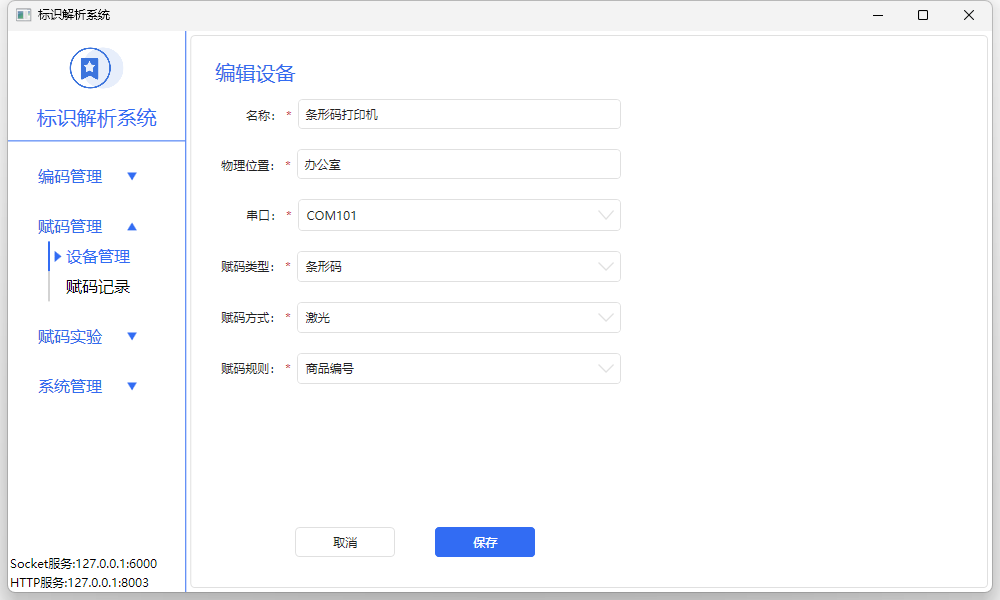 标识解析系统
标识解析系统
编码管理
赋码管理
设备管理
赋码记录
赋码实验
系统管理
Socket服务:127.0.0.1:6000
HTTP服务:127.0.0.1:8003
编辑设备
名称: * 条形码打印机
物理位置: * 办公室
串口: * COM101
赋码类型: * 条形码
赋码方式: * 激光
赋码规则: * 商品编号
取消 保存